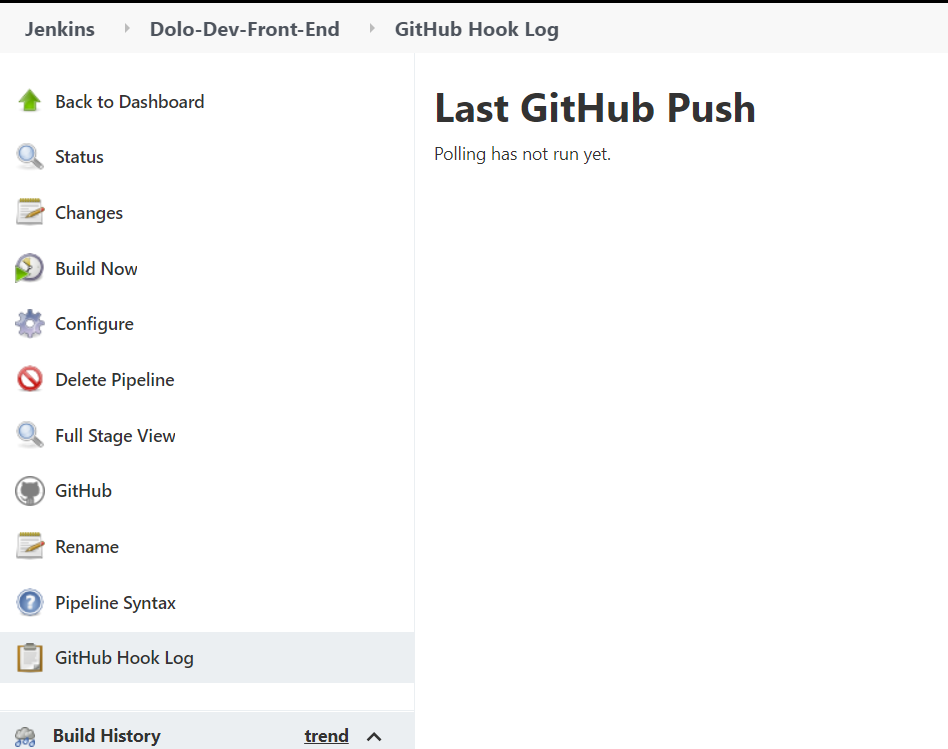 Jenkins Dolo-Dev-Front-End GitHub Hook Log
Back to Dashboard
Status
Changes
Build Now
Configure
Delete Pipeline
Full Stage View
GitHub
Rename
Pipeline Syntax
GitHub Hook Log
Build History trend
Last GitHub Push
Polling has not run yet.